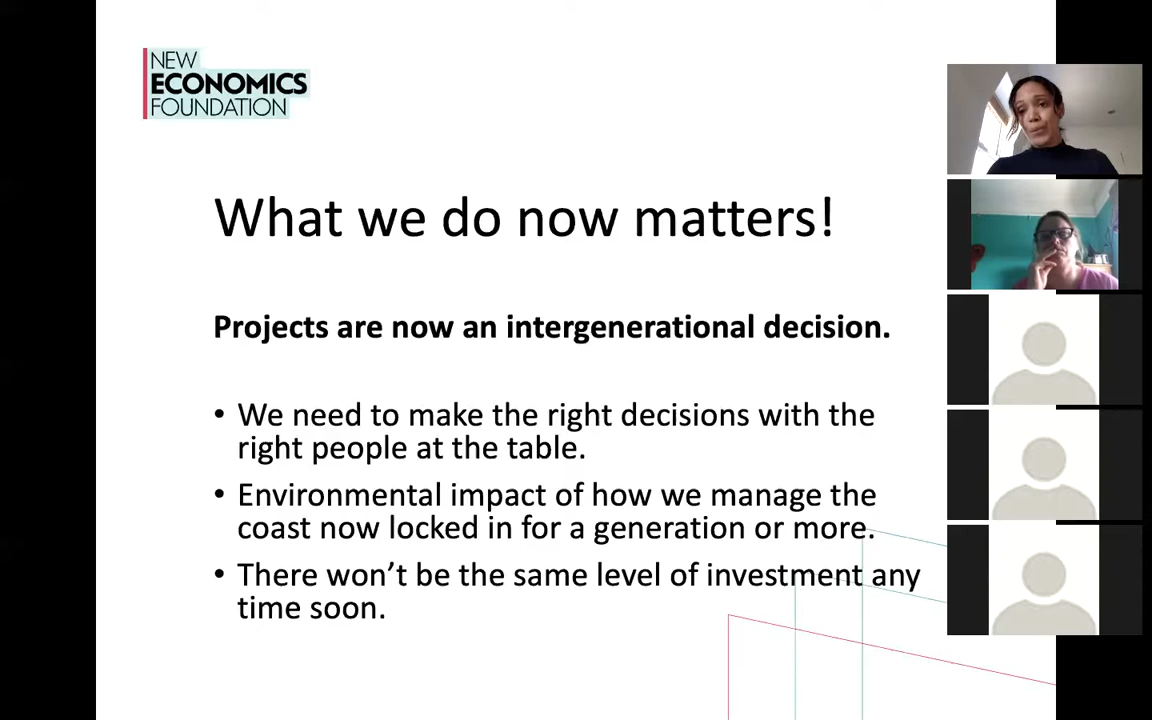 NEW
ECONOMICS
FOUNDATION
What we do now matters!
Projects are now an intergenerational decision.
• We need to make the right decisions with the
right people at the table.
• Environmental impact of how we manage the
coast now locked in for a generation or more.
• There won’t be the same level of investment any
time soon.